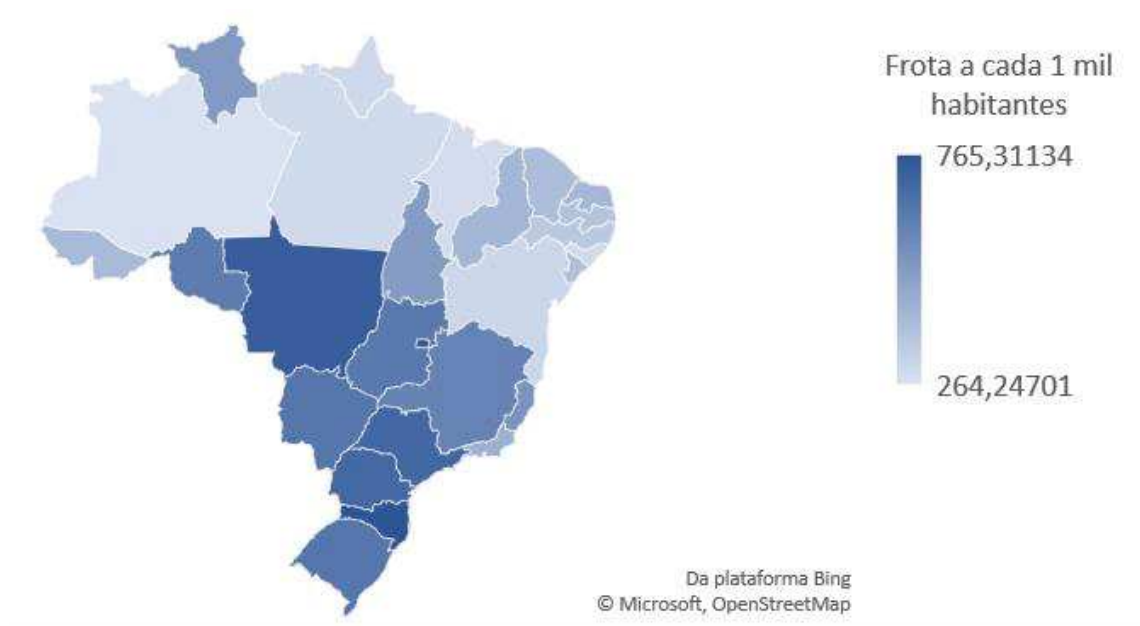 Frota a cada 1 mil
habitantes
765,31134
264,24701
Da plataforma Bing
© Microsoft, OpenStreetMap